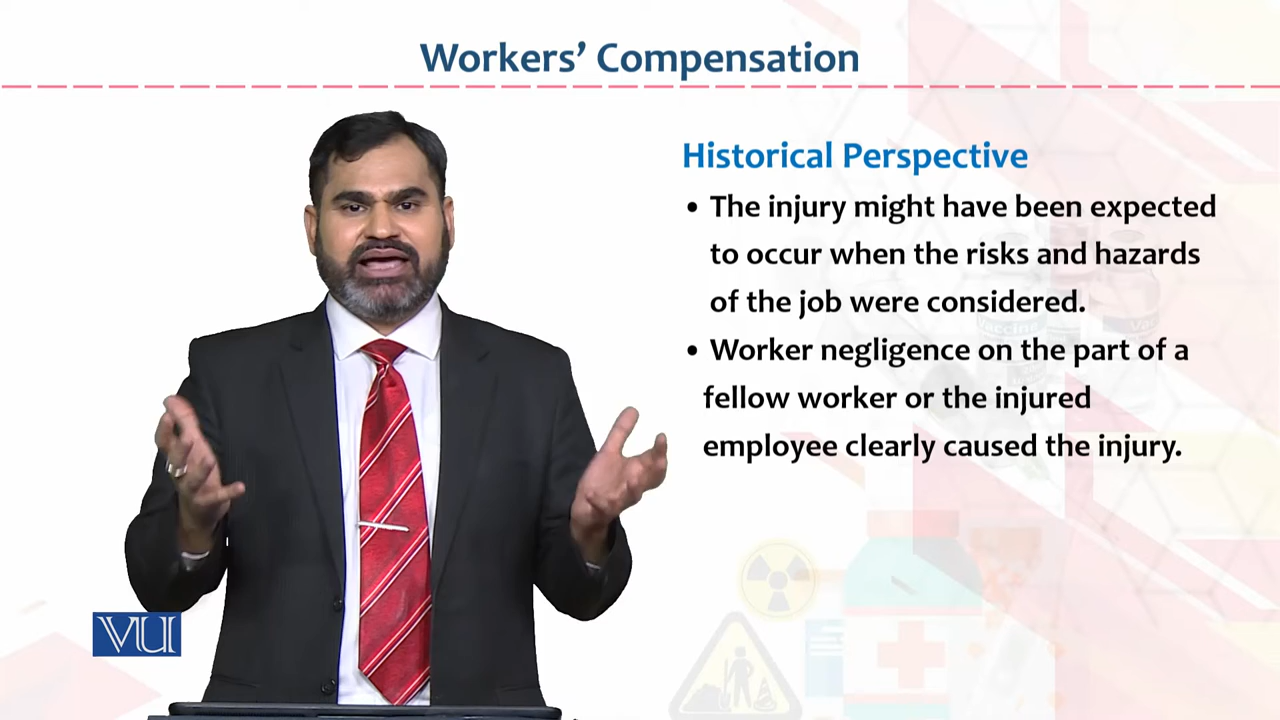 Workers’ Compensation
Historical Perspective
• The injury might have been expected
to occur when the risks and hazards
of the job were considered.
• Worker negligence on the part of a
fellow worker or the injured
employee clearly caused the injury.
VU
Vaccine